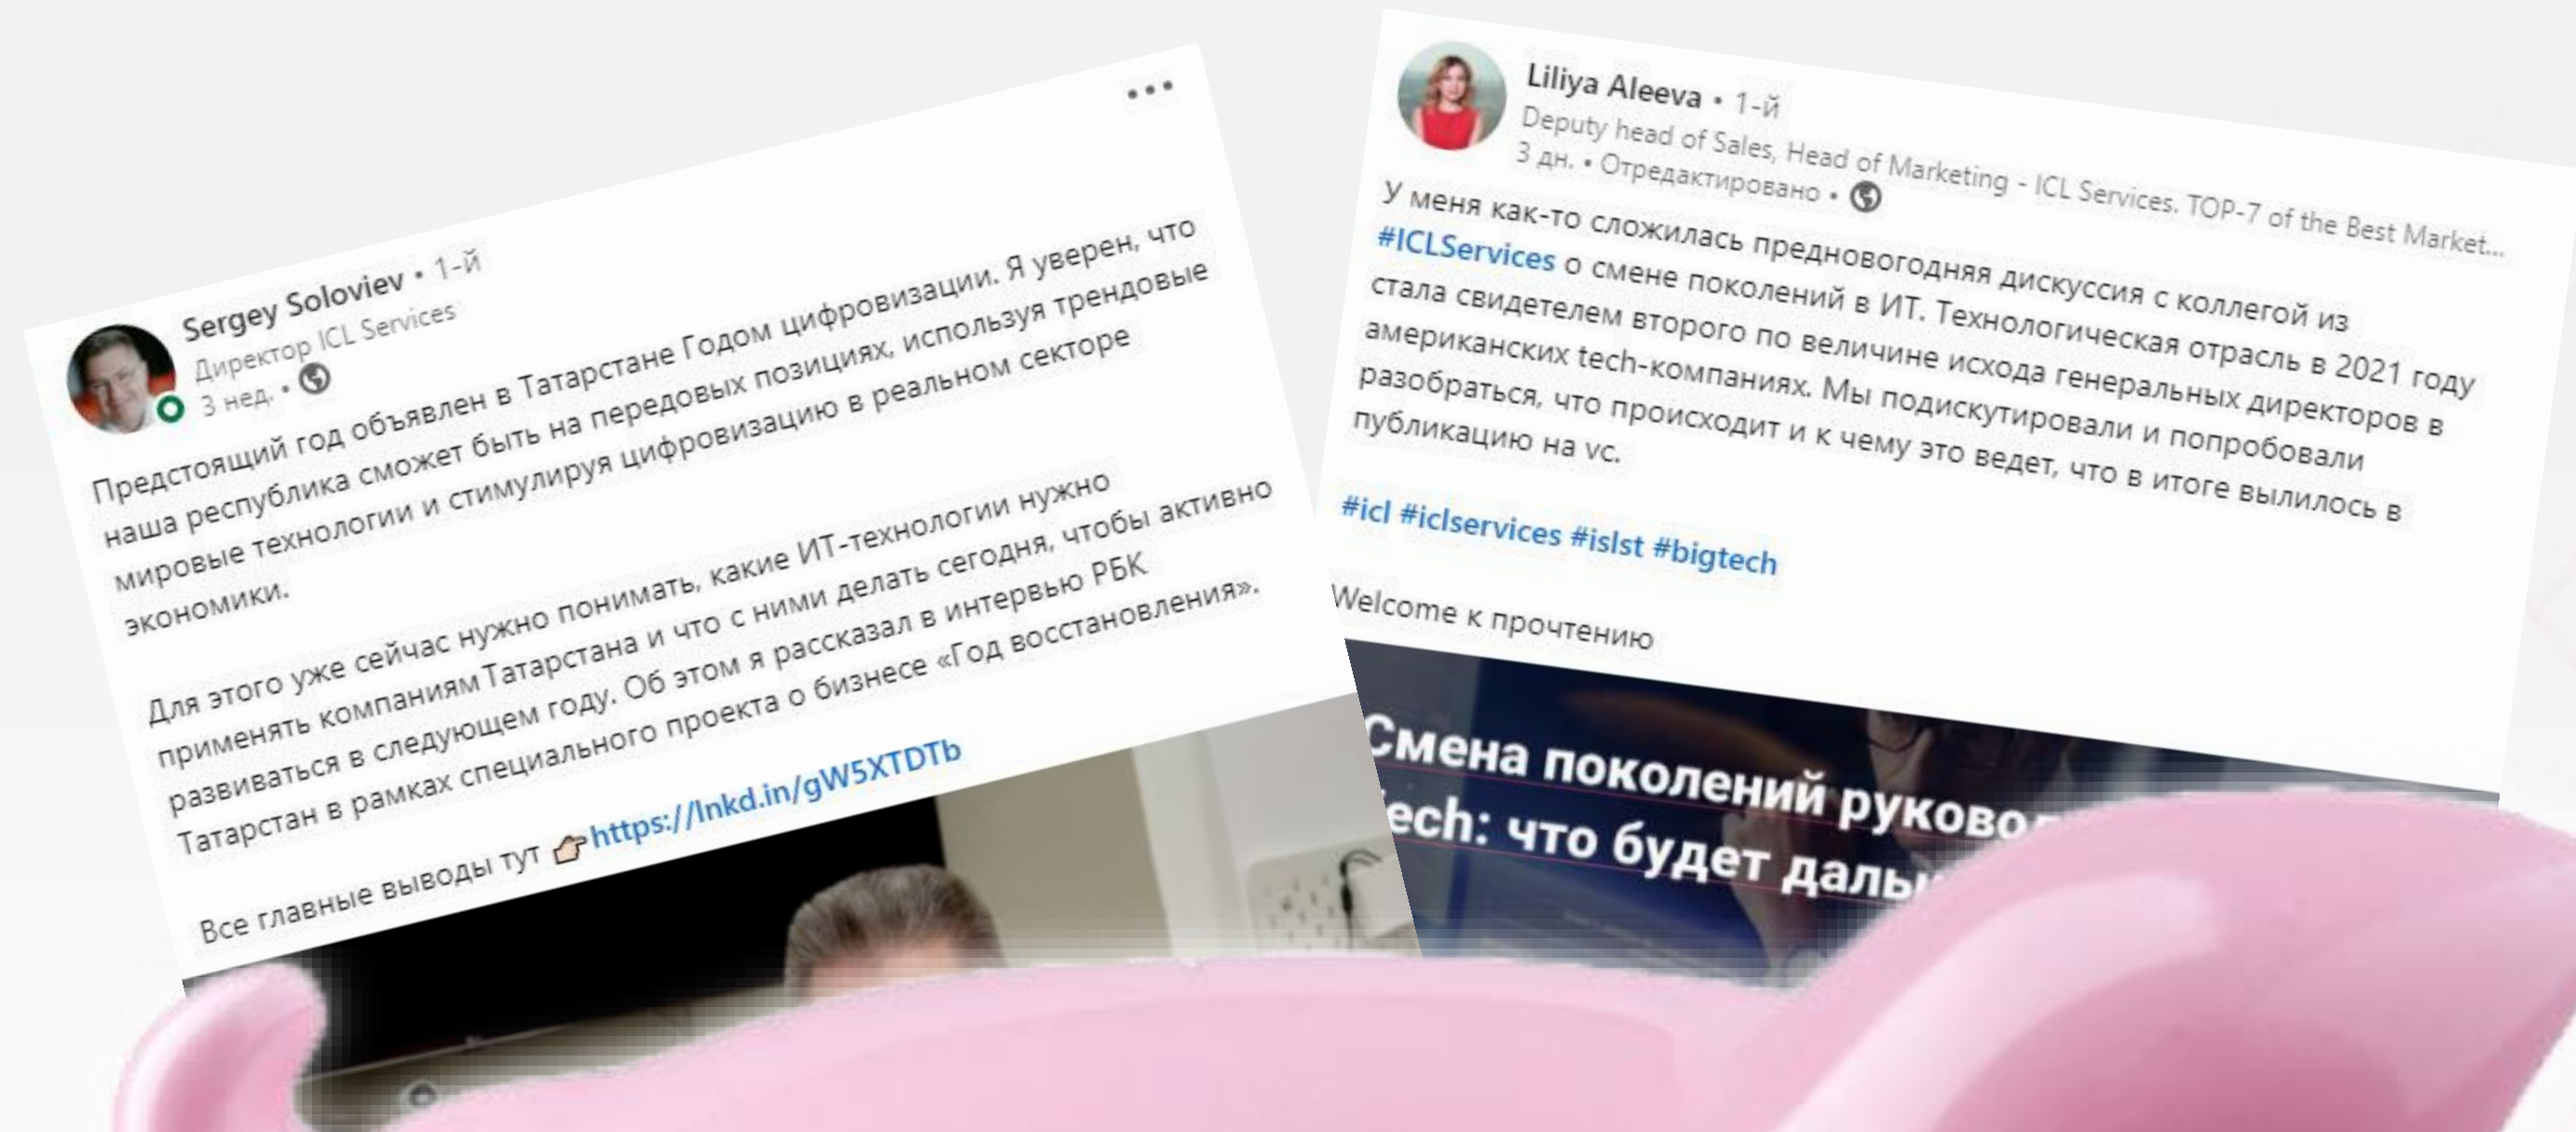 Sergey Soloviev • 1-й
Директор ICL Services
3 нед. •
Предстоящий год объявлен в Татарстане Годом цифровизации. Я уверен, что
наша республика сможет быть на передовых позициях, используя трендовые
мировые технологии и стимулируя цифровизацию в реальном секторе
экономики.
Для этого уже сейчас нужно понимать, какие ИТ-технологии нужно
применять компаниям Татарстана и что с ними делать сегодня, чтобы активно
развиваться в следующем году. Об этом я рассказал в интервью РБК
Татарстан в рамках специального проекта о бизнесе «Год восстановления».
Все главные выводы тут 👉https://lnkd.in/gW5XTDTb
Liliya Aleeva • 1-й
Deputy head of Sales, Head of Marketing - ICL Services. TOP-7 of the Best Market...
3 дн. • Отредактировано •
У меня как-то сложилась предновогодняя дискуссия с коллегой из
#ICLServices о смене поколений в ИТ. Технологическая отрасль в 2021 году
стала свидетелем второго по величине исхода генеральных директоров в
американских tech-компаниях. Мы подискутировали и попробовали
разобраться, что происходит и к чему это ведет, что в итоге вылилось в
публикацию на vc.
#icl #iclservices #islst #bigtech
Welcome к прочтению
Смена поколений
ech: что будет